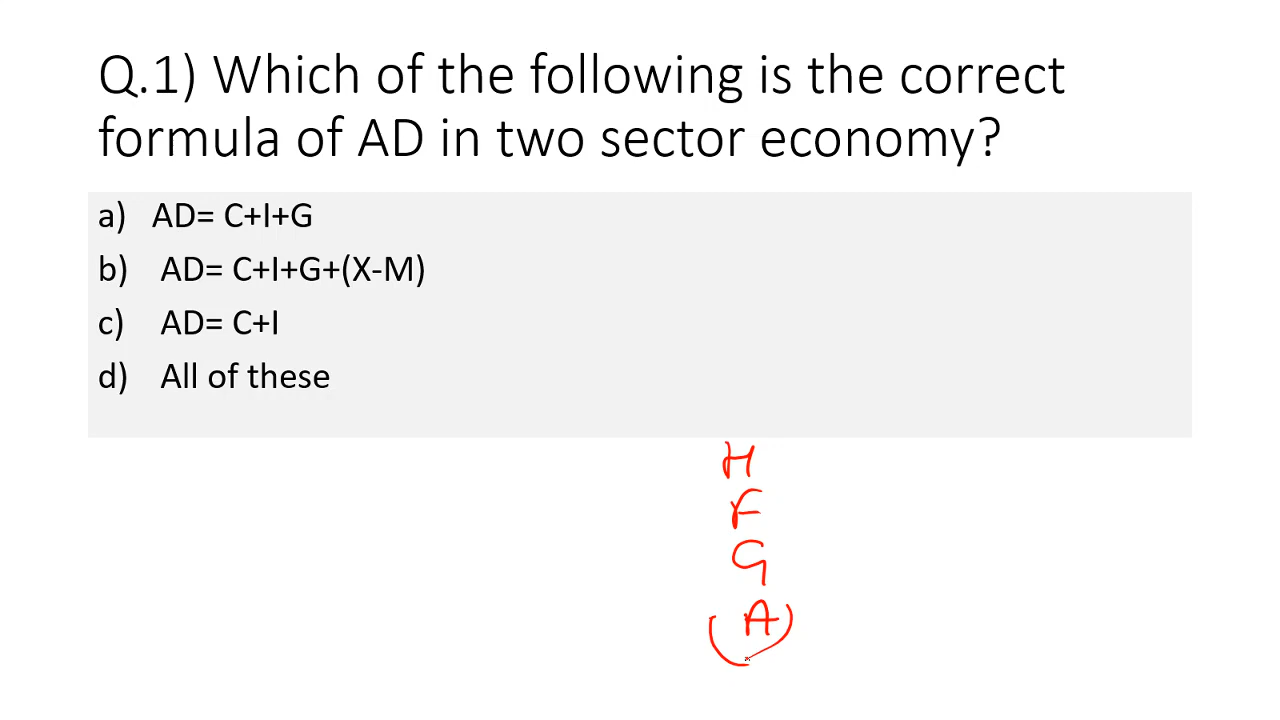 Q.1) Which of the following is the correct
formula of AD in two sector economy?
a) AD= C+I+G
b) AD= C+I+G+(X-M)
c) AD= C+I
d) All of these
H
F
G
(A)